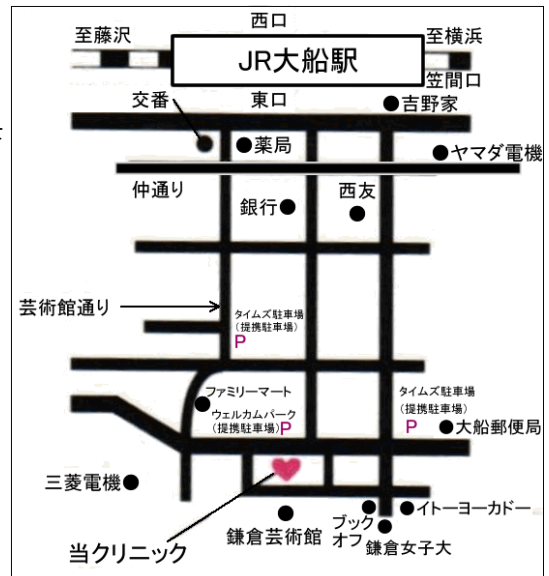 西口
至藤沢
JR大船駅
至横浜
笠間口
交番
東口
吉野家
薬局
ヤマダ電機
仲通り
銀行
西友
芸術館通り
タイムズ駐車場
(提携駐車場)
P
ファミリーマート
ウェルカムパーク
(提携駐車場)P
タイムズ駐車場
(提携駐車場)
P
大船郵便局
三菱電機
当クリニック
鎌倉芸術館
ブック
オフ
イトーヨーカドー
鎌倉女子大